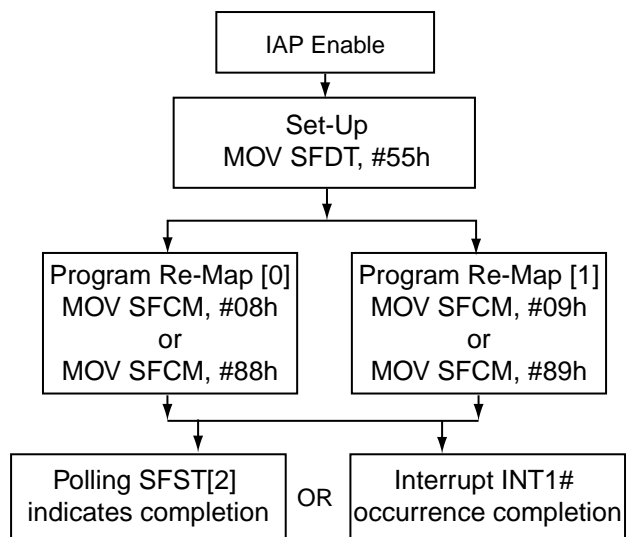 IAP Enable
Set-Up
MOV SFDT, #55h
Program Re-Map [0]
MOV SFCM, #08h
or
MOV SFCM, #88h
Program Re-Map [1]
MOV SFCM, #09h
or
MOV SFCM, #89h
Polling SFST[2]
indicates completion
OR
Interrupt INT1#
occurrence completion